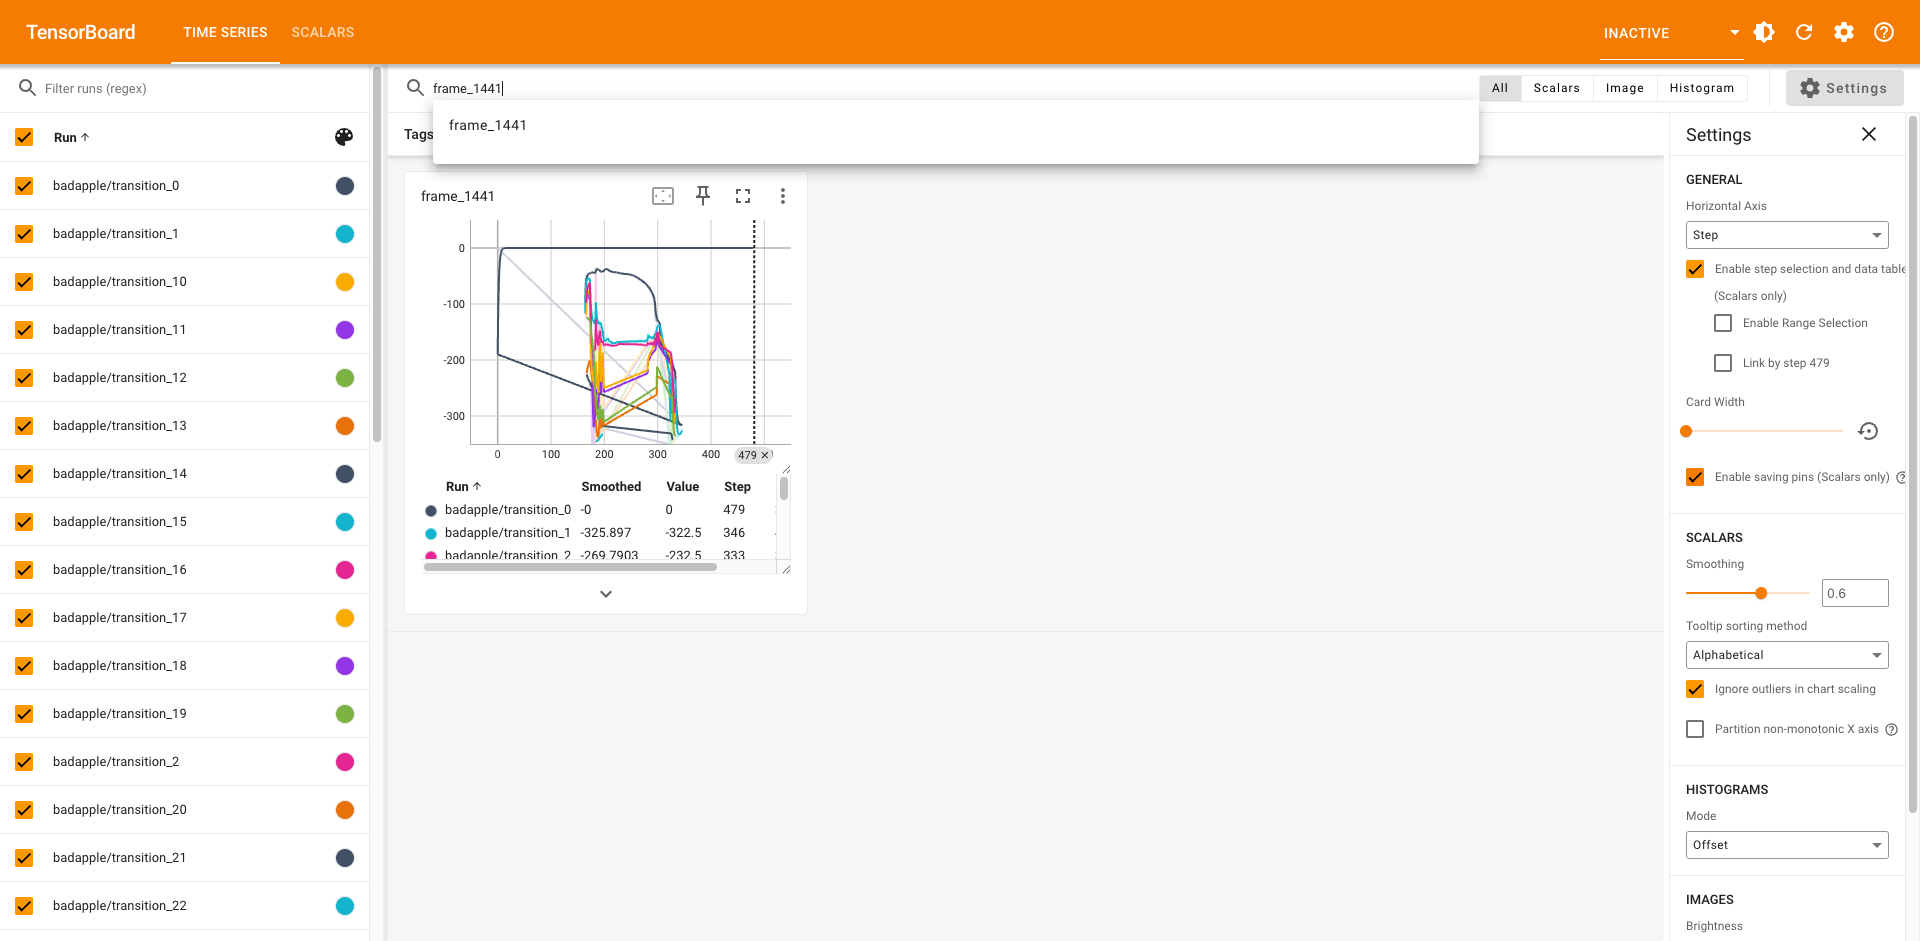 TensorBoard
TIME SERIES
SCALARS
INACTIVE
Filter runs (regex)
frame_1441
All
Scalars
Image
Histogram
Settings
frame_1441
Run
Tags
Settings
badapple/transition_0
badapple/transition_1
badapple/transition_10
badapple/transition_11
badapple/transition_12
badapple/transition_13
badapple/transition_14
badapple/transition_15
badapple/transition_16
badapple/transition_17
badapple/transition_18
badapple/transition_19
badapple/transition_2
badapple/transition_20
badapple/transition_21
badapple/transition_22
frame_1441
0
-100
-200
-300
0 100 200 300 400 479
Run Smoothed Value Step
badapple/transition_0 -0 0 479
badapple/transition_1 -325.897 -322.5 346
badapple/transition_2 -269.7903 -232.5 333
GENERAL
Horizontal Axis
Step
Enable step selection and data table
(Scalars only)
Enable Range Selection
Link by step 479
Card Width
Enable saving pins (Scalars only)
SCALARS
Smoothing
0.6
Tooltip sorting method
Alphabetical
Ignore outliers in chart scaling
Partition non-monotonic X axis
HISTOGRAMS
Mode
Offset
IMAGES
Brightness